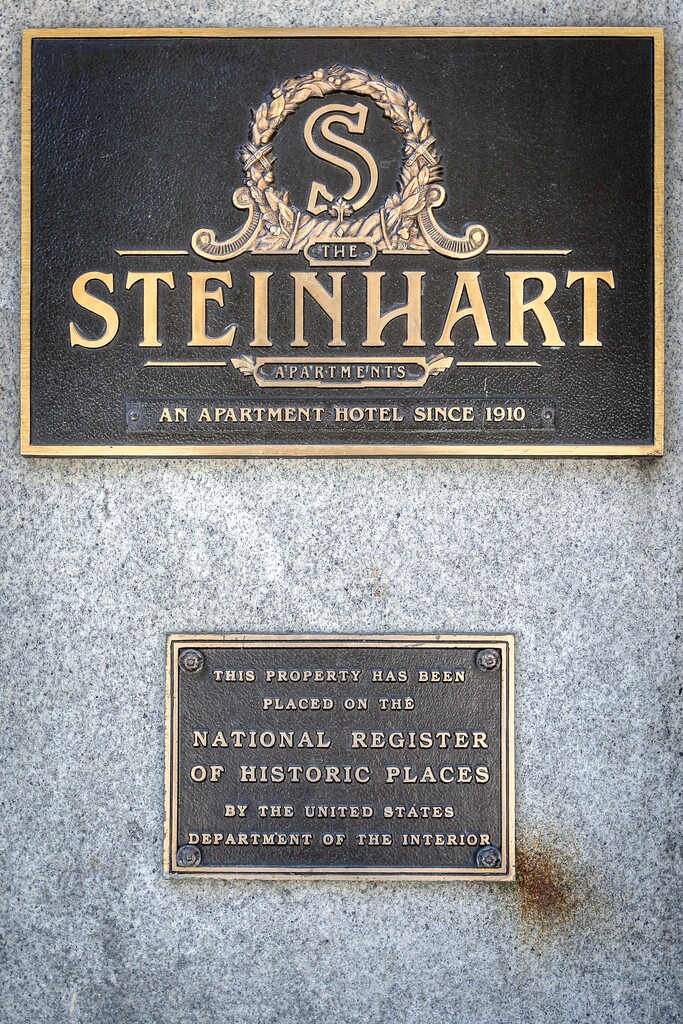 S
THE
STEINHART
APARTMENTS
AN APARTMENT HOTEL SINCE 1910
THIS PROPERTY HAS BEEN
PLACED ON THE
NATIONAL REGISTER
OF HISTORIC PLACES
BY THE UNITED STATES
DEPARTMENT OF THE INTERIOR